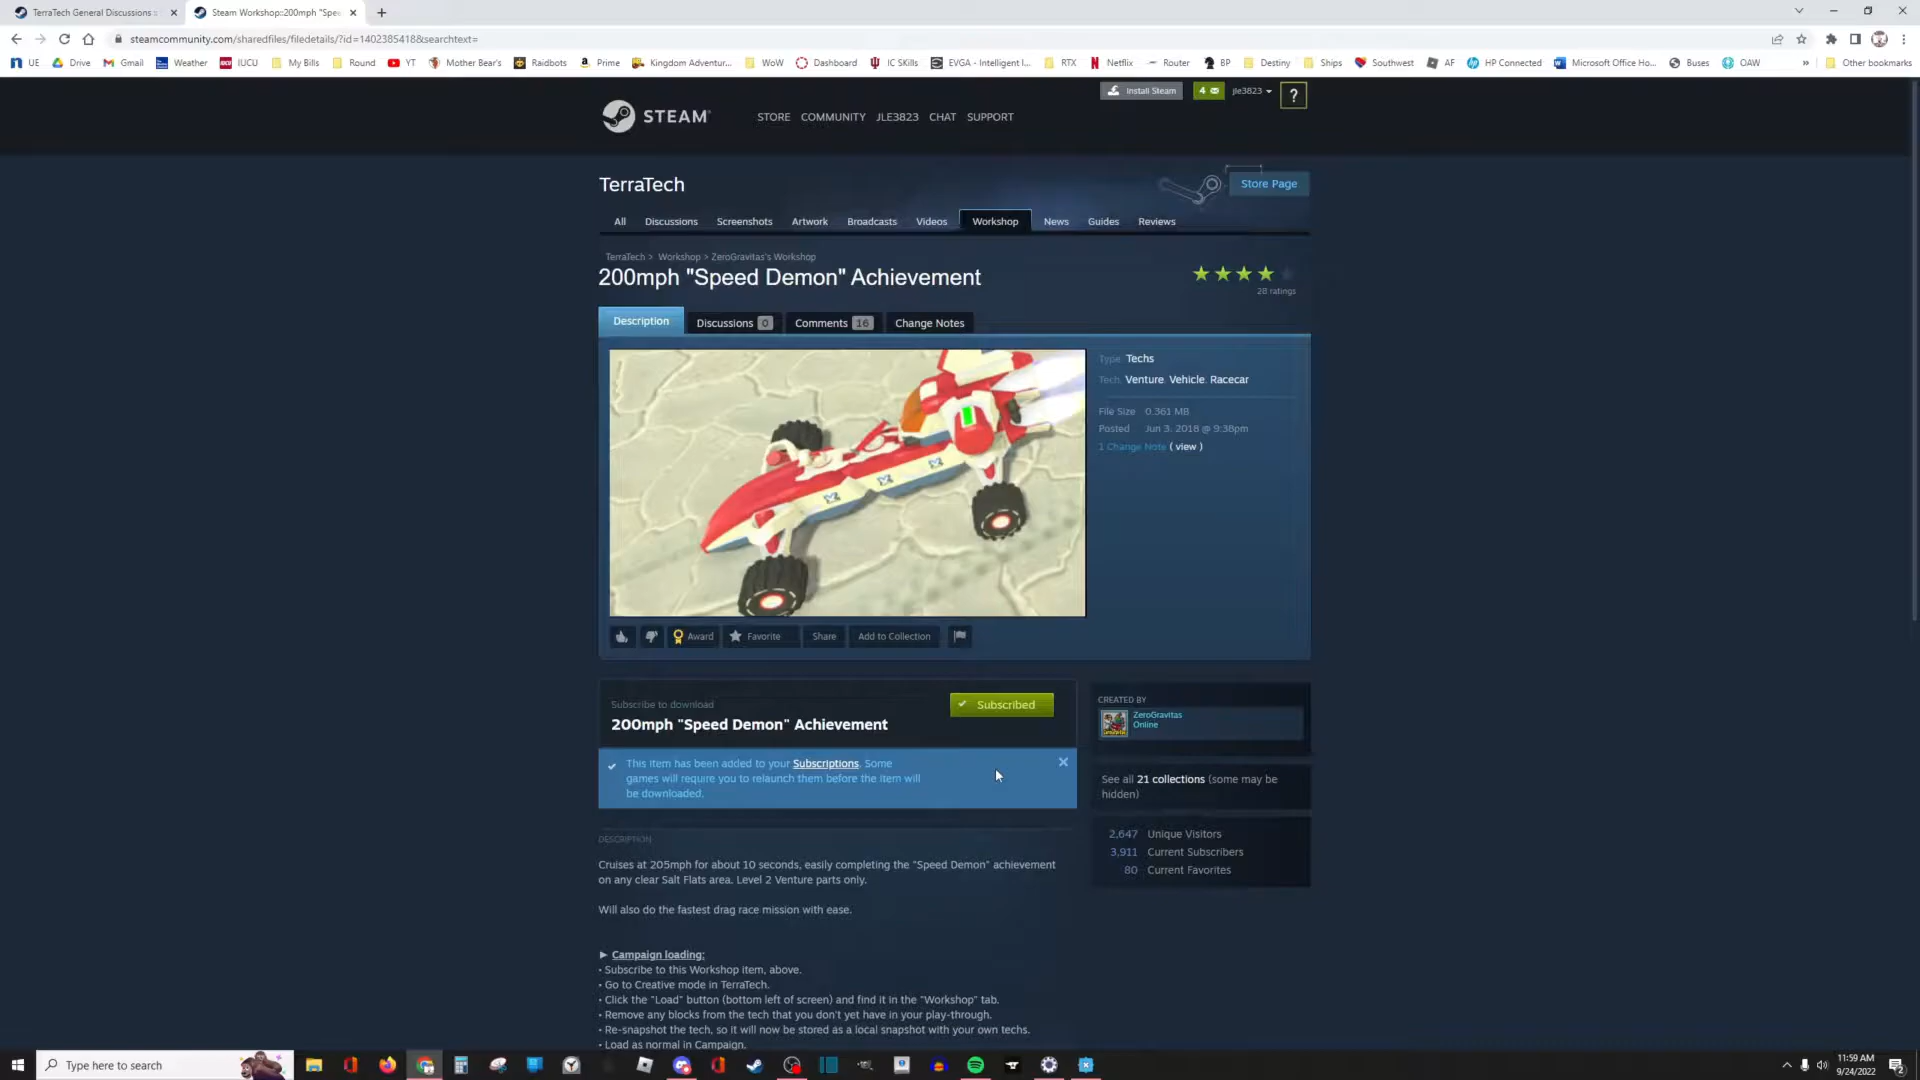 TerraTech General Discussions ::
Steam Workshop::200mph "Spee
steamcommunity.com/sharedfiles/filedetails/?id=1402385418&searchtext=
UE Drive Gmail Weather IUCU My Bills Round YT Mother Bear's Raidbots Prime Kingdom Adventur... WoW Dashboard IC SKills EVGA - Intelligent I... RTX Netflix Router BP Destiny Ships Southwest AF HP Connected Microsoft Office Ho... Buses OAW » Other bookmarks
Install Steam 4 jle3823 ?
STEAM STORE COMMUNITY JLE3823 CHAT SUPPORT
TerraTech Store Page
All Discussions Screenshots Artwork Broadcasts Videos Workshop News Guides Reviews
TerraTech > Workshop > ZeroGravitas's Workshop
200mph "Speed Demon" Achievement
28 ratings
Description Discussions 0 Comments 16 Change Notes
Type: Techs
Tech: Venture, Vehicle, Racecar
File Size 0.361 MB
Posted Jun 3, 2018 @ 9:38pm
1 Change Note ( view )
Award Favorite Share Add to Collection
Subscribe to download
200mph "Speed Demon" Achievement
Subscribed
CREATED BY
ZeroGravitas
Online
This item has been added to your Subscriptions. Some
games will require you to relaunch them before the item will
be downloaded.
See all 21 collections (some may be
hidden)
2,647 Unique Visitors
3,911 Current Subscribers
80 Current Favorites
DESCRIPTION
Cruises at 205mph for about 10 seconds, easily completing the "Speed Demon" achievement
on any clear Salt Flats area. Level 2 Venture parts only.
Will also do the fastest drag race mission with ease.
► Campaign loading:
• Subscribe to this Workshop item, above.
• Go to Creative mode in TerraTech.
• Click the "Load" button (bottom left of screen) and find it in the "Workshop" tab.
• Remove any blocks from the tech that you don't yet have in your play-through.
• Re-snapshot the tech, so it will now be stored as a local snapshot with your own techs.
• Load as normal in Campaign.
Type here to search
11:59 AM
9/24/2022
2